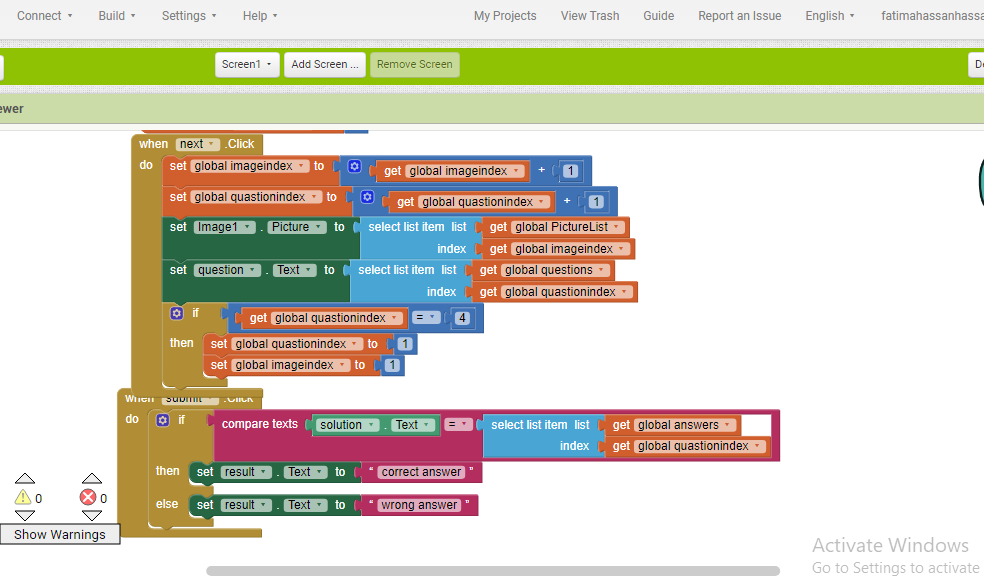 Connect Build Settings Help My Projects View Trash Guide Report an Issue English fatimahassanhassa
Screen1 Add Screen ... Remove Screen De
ewer
when next .Click
do set global imageindex to get global imageindex + 1
set global quastionindex to get global quastionindex + 1
set Image1 . Picture to select list item list get global PictureList
index get global imageindex
set question . Text to select list item list get global questions
index get global quastionindex
if get global quastionindex = 4
then set global quastionindex to 1
set global imageindex to 1
when submit .Click
do if compare texts solution . Text = select list item list get global answers
index get global quastionindex
then set result . Text to “ correct answer ”
else set result . Text to “ wrong answer ”
0 0
Show Warnings
Activate Windows
Go to Settings to activate